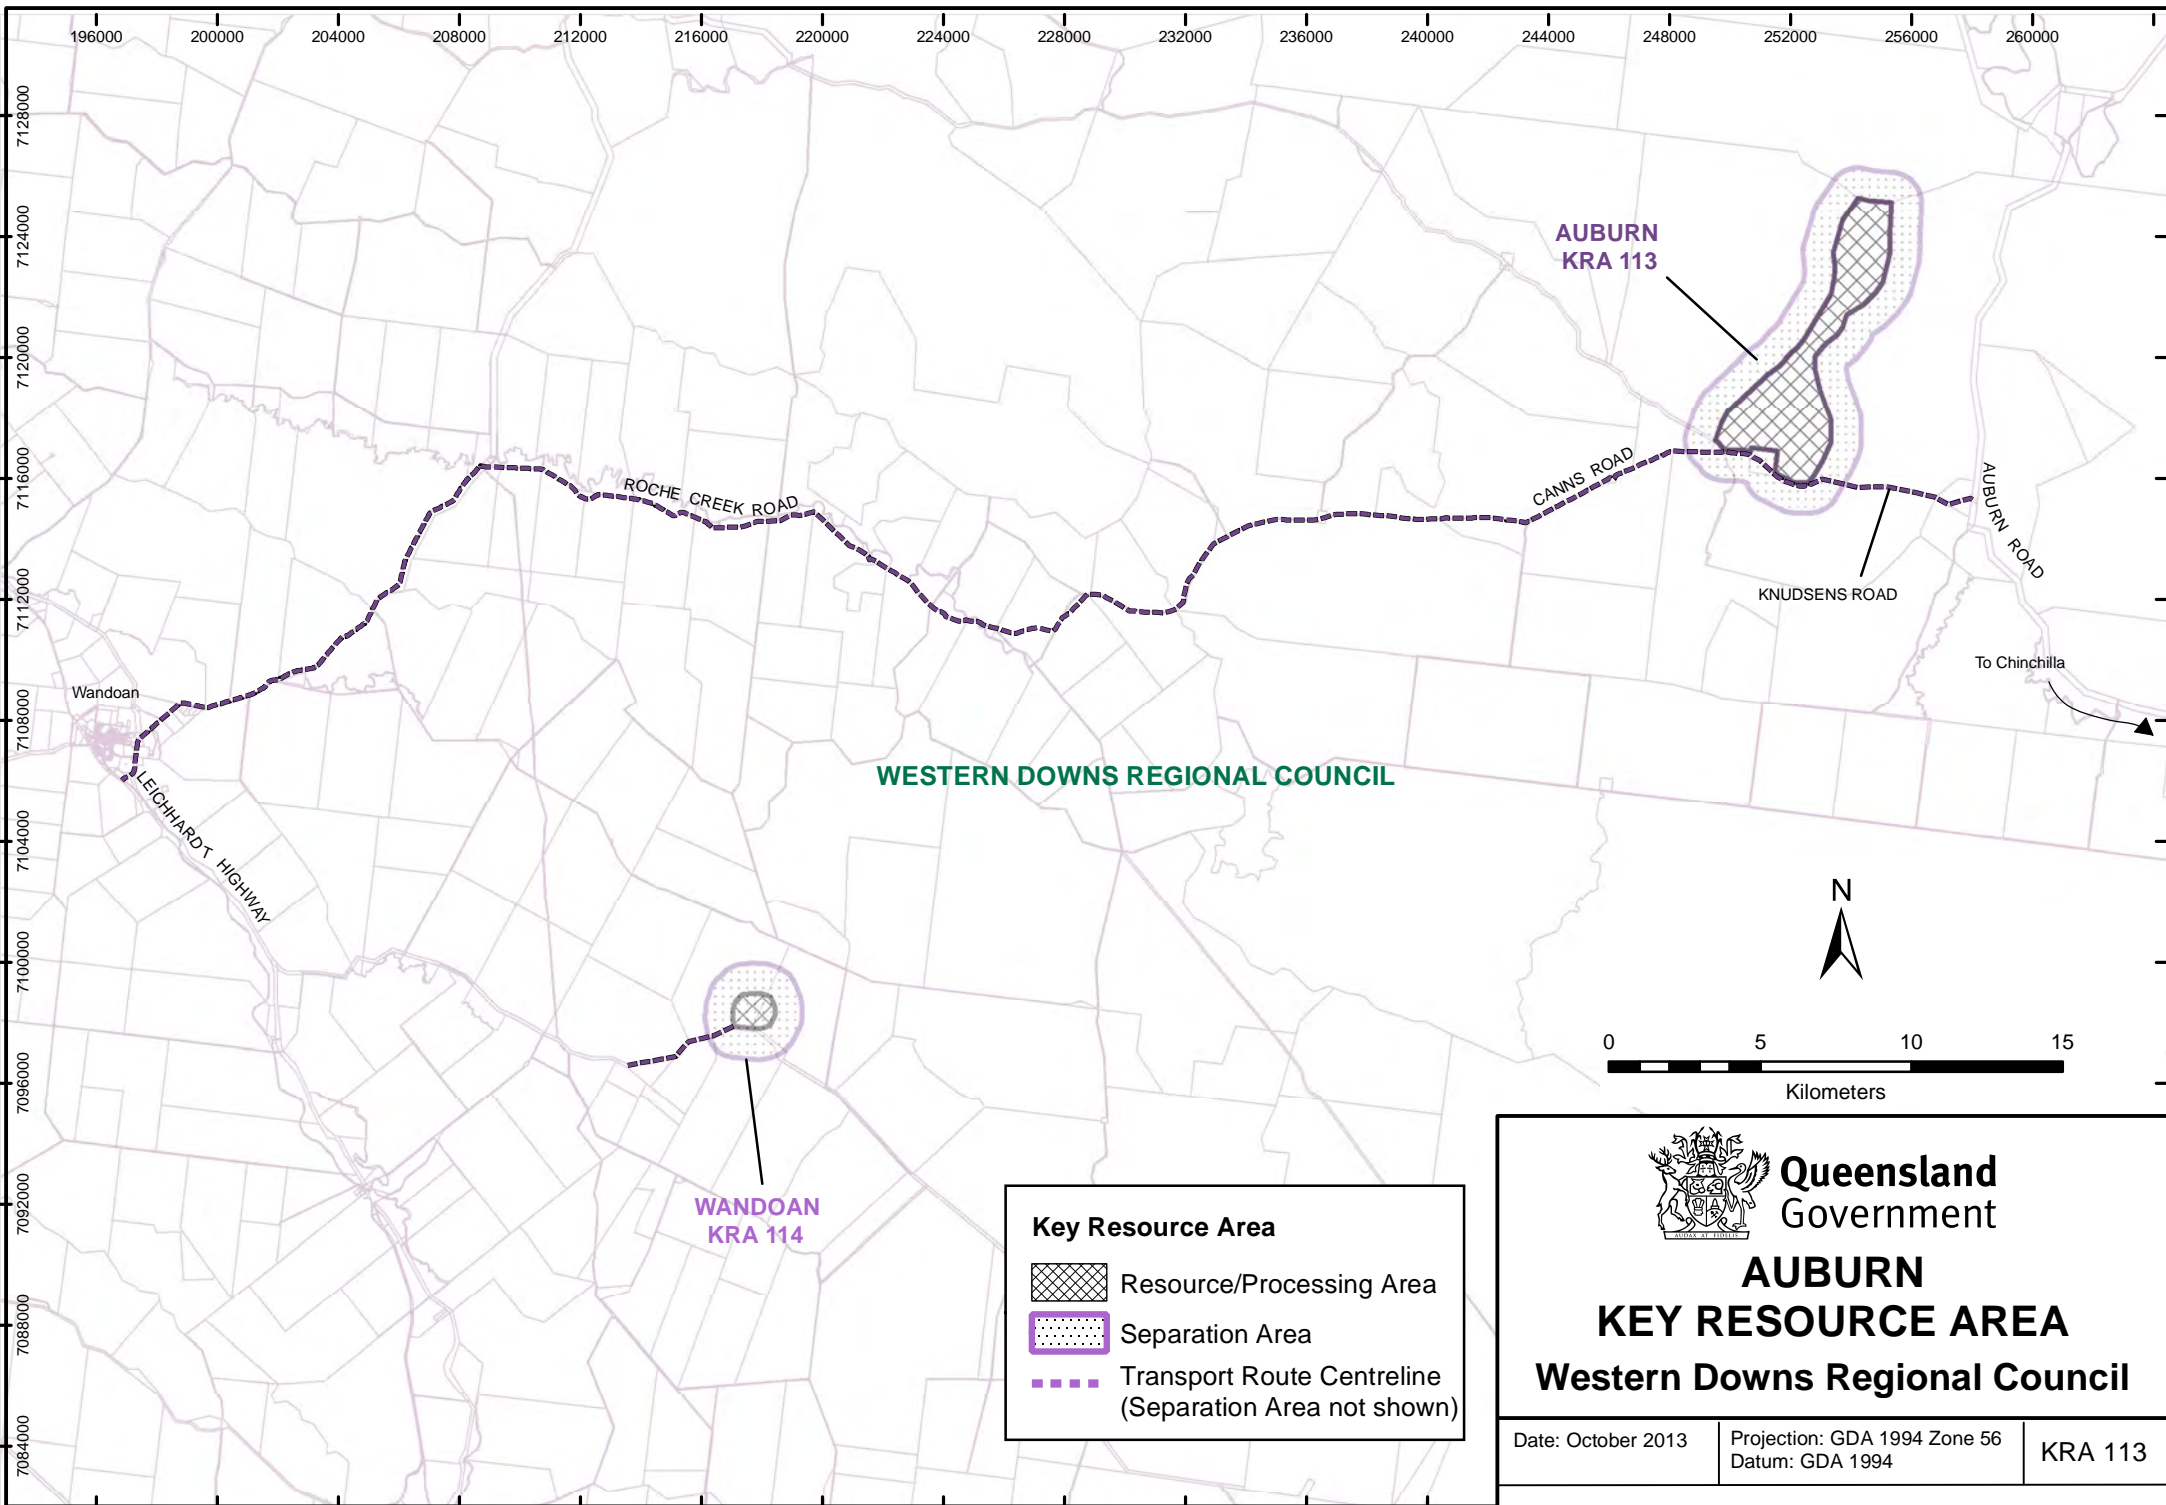 196000 200000 204000 208000 212000 216000 220000 224000 228000 232000 236000 240000 244000 248000 252000 256000 260000
7128000
7124000
7120000
7116000
7112000
7108000
7104000
7100000
7096000
7092000
7088000
7084000
AUBURN
KRA 113
ROCHE CREEK ROAD
CANNS ROAD
AUBURN ROAD
KNUDSENS ROAD
To Chinchilla
Wandoan
LEICHHARDT HIGHWAY
WESTERN DOWNS REGIONAL COUNCIL
N
0 5 10 15
Kilometers
WANDOAN
KRA 114
Key Resource Area
Resource/Processing Area
Separation Area
Transport Route Centreline
(Separation Area not shown)
AUDAX AT FIDELIS
Queensland
Government
AUBURN
KEY RESOURCE AREA
Western Downs Regional Council
Date: October 2013
Projection: GDA 1994 Zone 56
Datum: GDA 1994
KRA 113